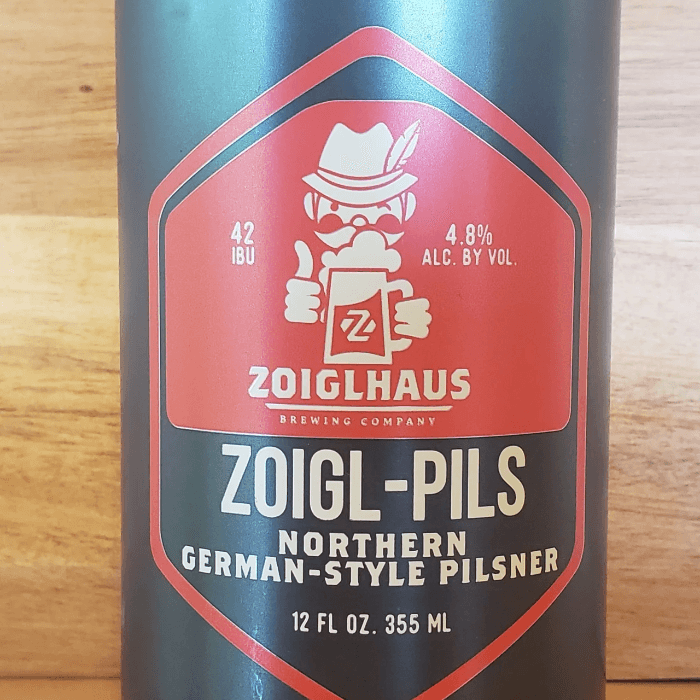 42
IBU
4.8%
ALC. BY VOL.
Z
ZOIGLHAUS
BREWING COMPANY
ZOIGL-PILS
NORTHERN
GERMAN-STYLE PILSNER
12 FL OZ. 355 ML